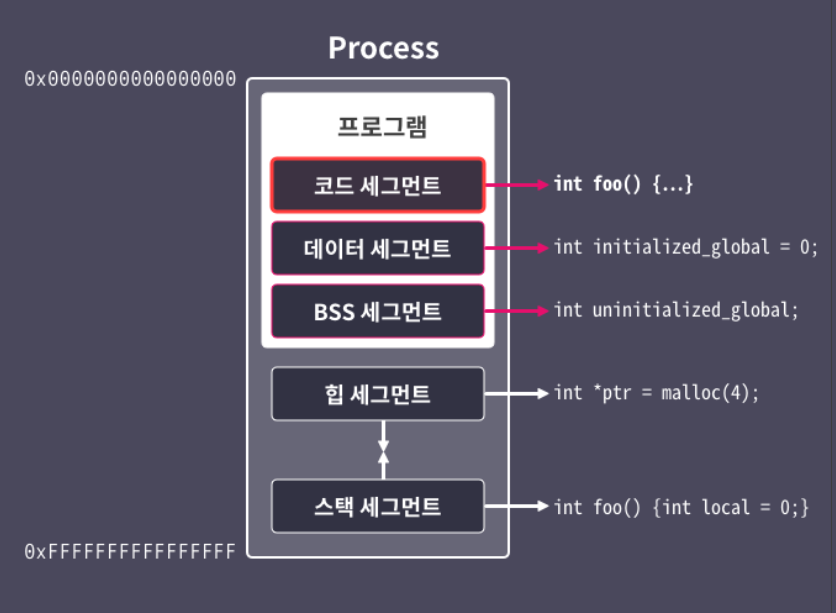 Process
0x0000000000000000
프로그램
코드 세그먼트
int foo() {...}
데이터 세그먼트
int initialized_global = 0;
BSS 세그먼트
int uninitialized_global;
힙 세그먼트
int *ptr = malloc(4);
스택 세그먼트
int foo() {int local = 0;}
0xFFFFFFFFFFFFFFFF